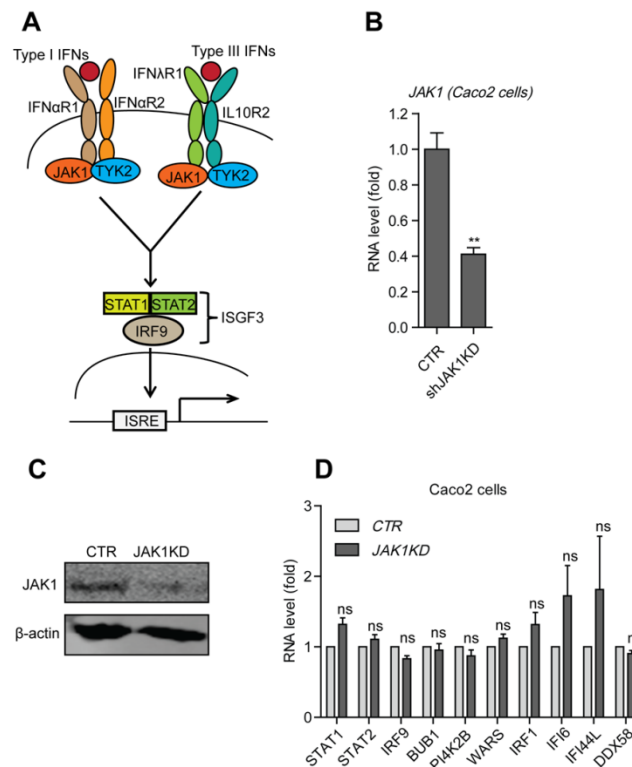 A
Type I IFNs
Type III IFNs
IFNλR1
IFNαR1
IFNαR2
IL10R2
JAK1
TYK2
JAK1
TYK2
STAT1
STAT2
IRF9
ISGF3
ISRE
B
JAK1 (Caco2 cells)
RNA level (fold)
1.2
1.0
0.8
0.6
0.4
0.2
0.0
**
CTR
shJAK1KD
C
CTR
JAK1KD
JAK1
β-actin
D
Caco2 cells
CTR
JAK1KD
RNA level (fold)
3
2
1
0
ns
ns
ns
ns
ns
ns
ns
ns
ns
STAT1
STAT2
IRF9
BUB1
PI4K2B
WARS
IRF1
IFI6
IFI44L
DDX58